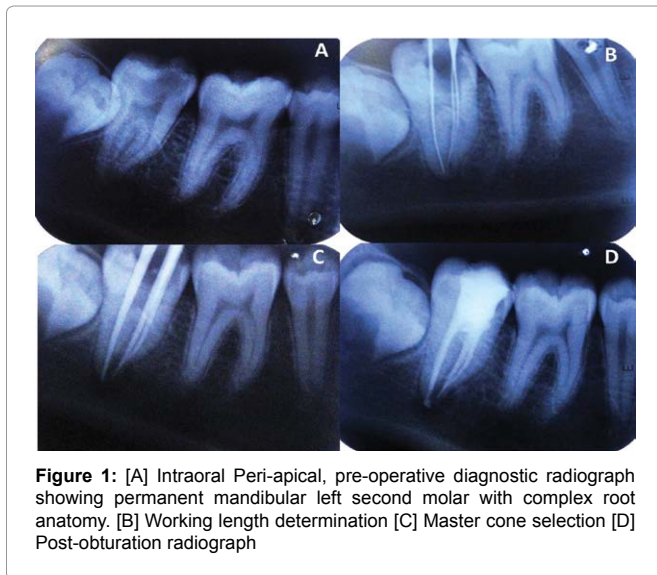 A
B
C
D
Figure 1: [A] Intraoral Peri-apical, pre-operative diagnostic radiograph
showing permanent mandibular left second molar with complex root
anatomy. [B] Working length determination [C] Master cone selection [D]
Post-obturation radiograph